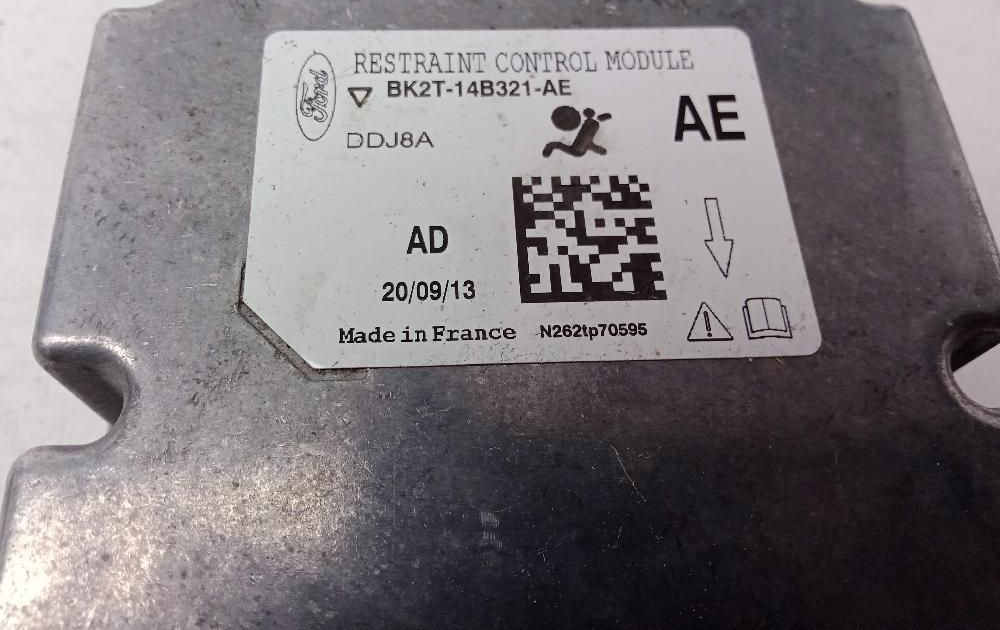 Ford
RESTRAINT CONTROL MODULE
BK2T-14B321-AE
DDJ8A
AE
AD
20/09/13
Made in France N262tp70595